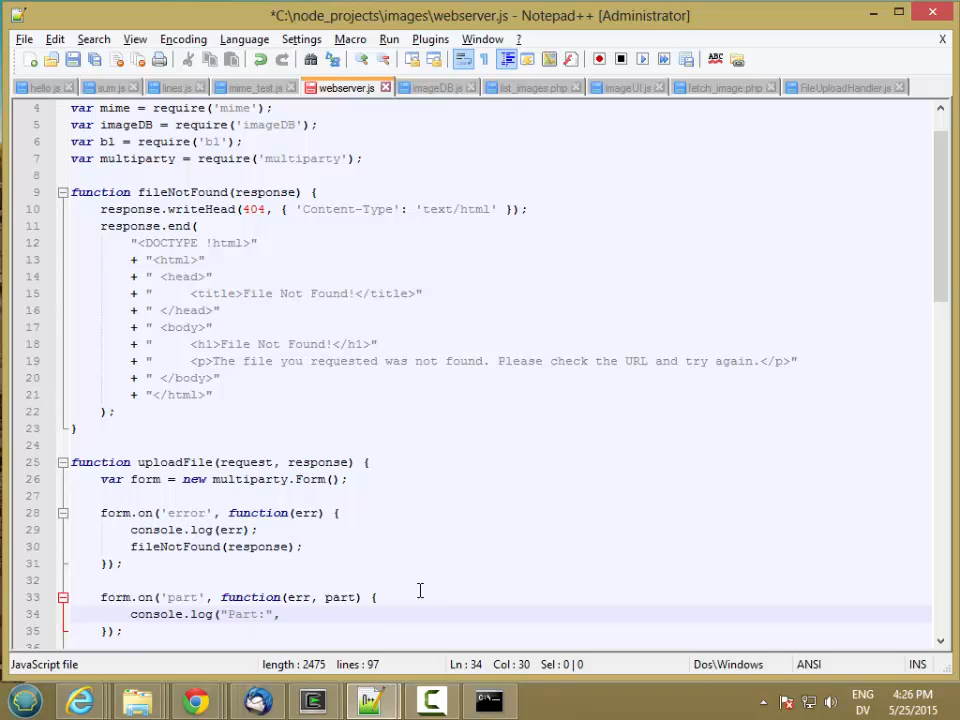 *C:\node_projects\images\webserver.js - Notepad++ [Administrator]
File Edit Search View Encoding Language Settings Macro Run Plugins Window ? X
hello.js sum.js lines.js mime_test.js webserver.js imageDB.js list_images.php imageUI.js fetch_image.php FileUploadHandler.js
4 var mime = require('mime');
5 var imageDB = require('imageDB');
6 var bl = require('bl');
7 var multiparty = require('multiparty');
8
9 function fileNotFound(response) {
10 response.writeHead(404, { 'Content-Type': 'text/html' });
11 response.end(
12 "<DOCTYPE !html>"
13 + "<html>"
14 + " <head>"
15 + " <title>File Not Found!</title>"
16 + " </head>"
17 + " <body>"
18 + " <h1>File Not Found!</h1>"
19 + " <p>The file you requested was not found. Please check the URL and try again.</p>"
20 + " </body>"
21 + "</html>"
22 );
23 }
24
25 function uploadFile(request, response) {
26 var form = new multiparty.Form();
27
28 form.on('error', function(err) {
29 console.log(err);
30 fileNotFound(response);
31 });
32
33 form.on('part', function(err, part) {
34 console.log("Part:",
35 });
36
JavaScript file length : 2475 lines : 97 Ln : 34 Col : 30 Sel : 0 | 0 Dos\Windows ANSI INS
ENG 4:26 PM
DV 5/25/2015